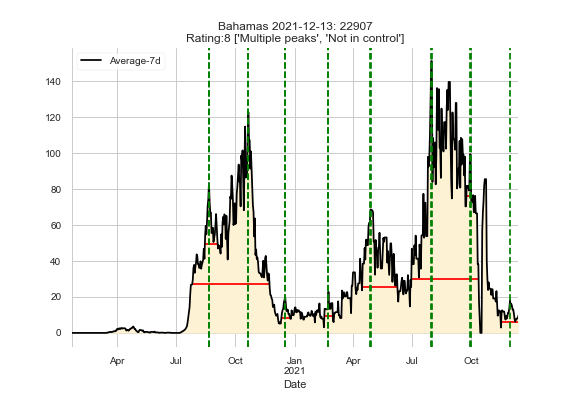 Bahamas 2021-12-13: 22907
Rating:8 ['Multiple peaks', 'Not in control']
Average-7d
140
120
100
80
60
40
20
0
Apr Jul Oct Jan Apr Jul Oct
2021
Date